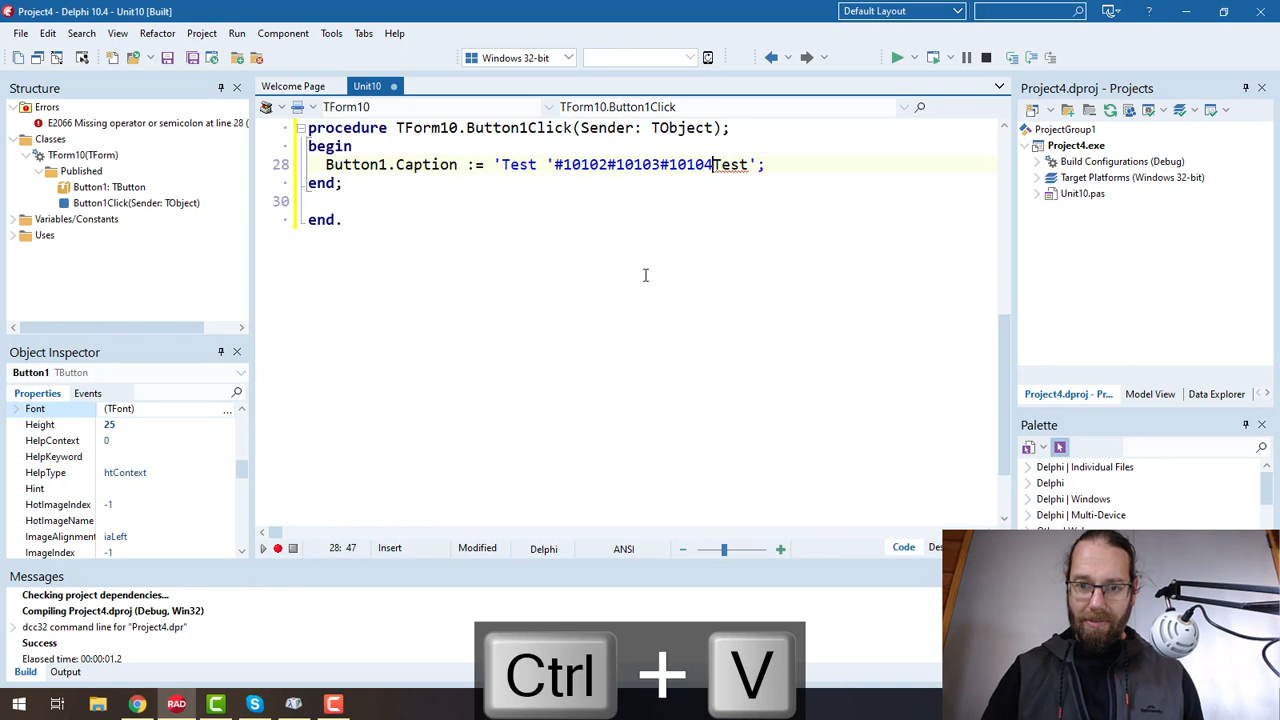 Project4 - Delphi 10.4 - Unit10 [Built]
Default Layout
?
File Edit Search View Refactor Project Run Component Tools Tabs Help
Windows 32-bit
Structure
Errors
E2066 Missing operator or semicolon at line 28 (
Classes
TForm10(TForm)
Published
Button1: TButton
Button1Click(Sender: TObject)
Variables/Constants
Uses
Welcome Page Unit10
TForm10 TForm10.Button1Click
procedure TForm10.Button1Click(Sender: TObject);
begin
28 Button1.Caption := 'Test '#10102#10103#10104Test';
end;
30
end.
28: 47 Insert Modified Delphi ANSI Code
Project4.dproj - Projects
ProjectGroup1
Project4.exe
Build Configurations (Debug)
Target Platforms (Windows 32-bit)
Unit10.pas
Project4.dproj - Pr... Model View Data Explorer
Palette
Delphi | Individual Files
Delphi
Delphi | Windows
Delphi | Multi-Device
Object Inspector
Button1 TButton
Properties Events
Font (TFont) ...
Height 25
HelpContext 0
HelpKeyword
HelpType htContext
Hint
HotImageIndex -1
HotImageName
ImageAlignment iaLeft
ImageIndex -1
Messages
Checking project dependencies...
Compiling Project4.dproj (Debug, Win32)
dcc32 command line for "Project4.dpr"
Success
Elapsed time: 00:00:01.2
Build Output
Ctrl + V
RAD